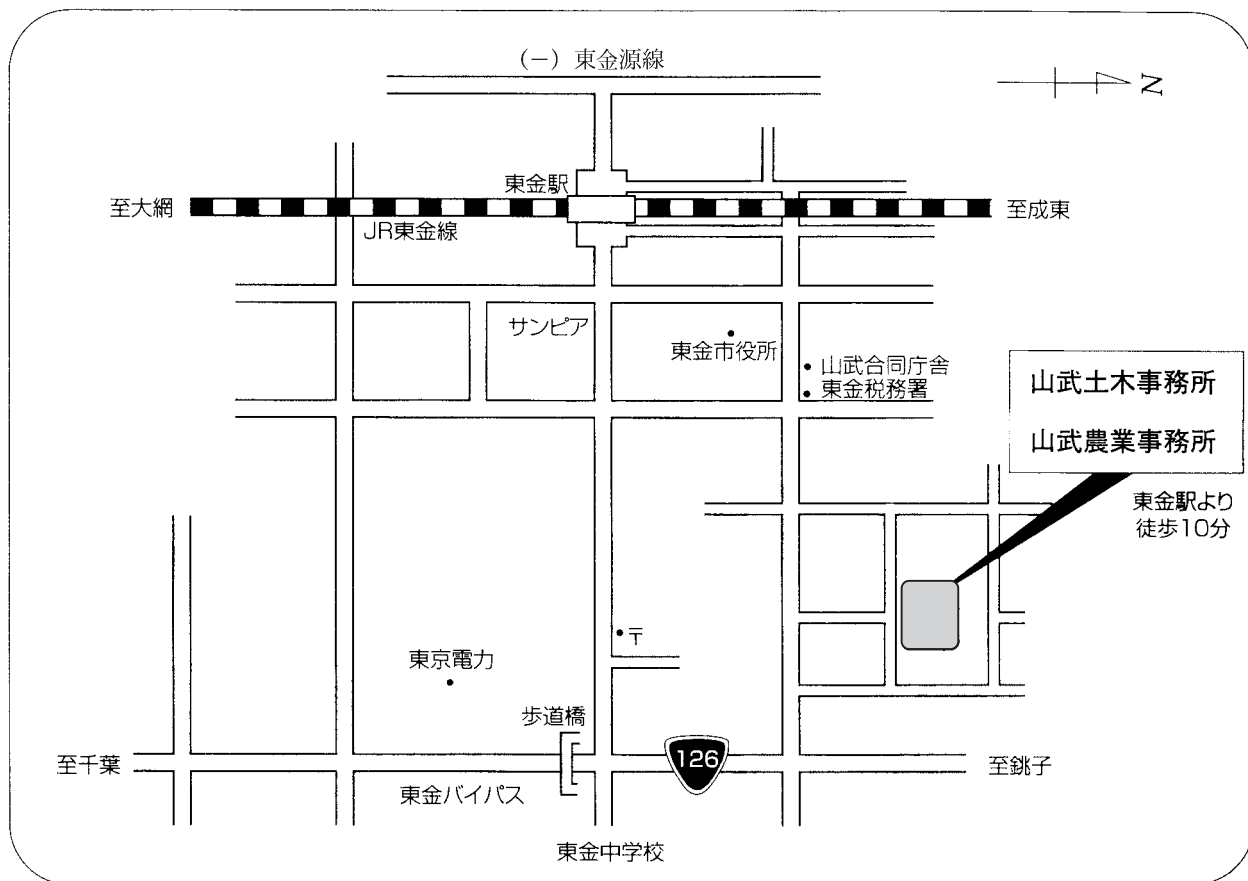 (－) 東金源線
N
東金駅
至大網
至成東
JR東金線
サンピア
東金市役所
山武合同庁舎
東金税務署
山武土木事務所
山武農業事務所
東金駅より
徒歩10分
〒
東京電力
歩道橋
126
至千葉
至銚子
東金バイパス
東金中学校